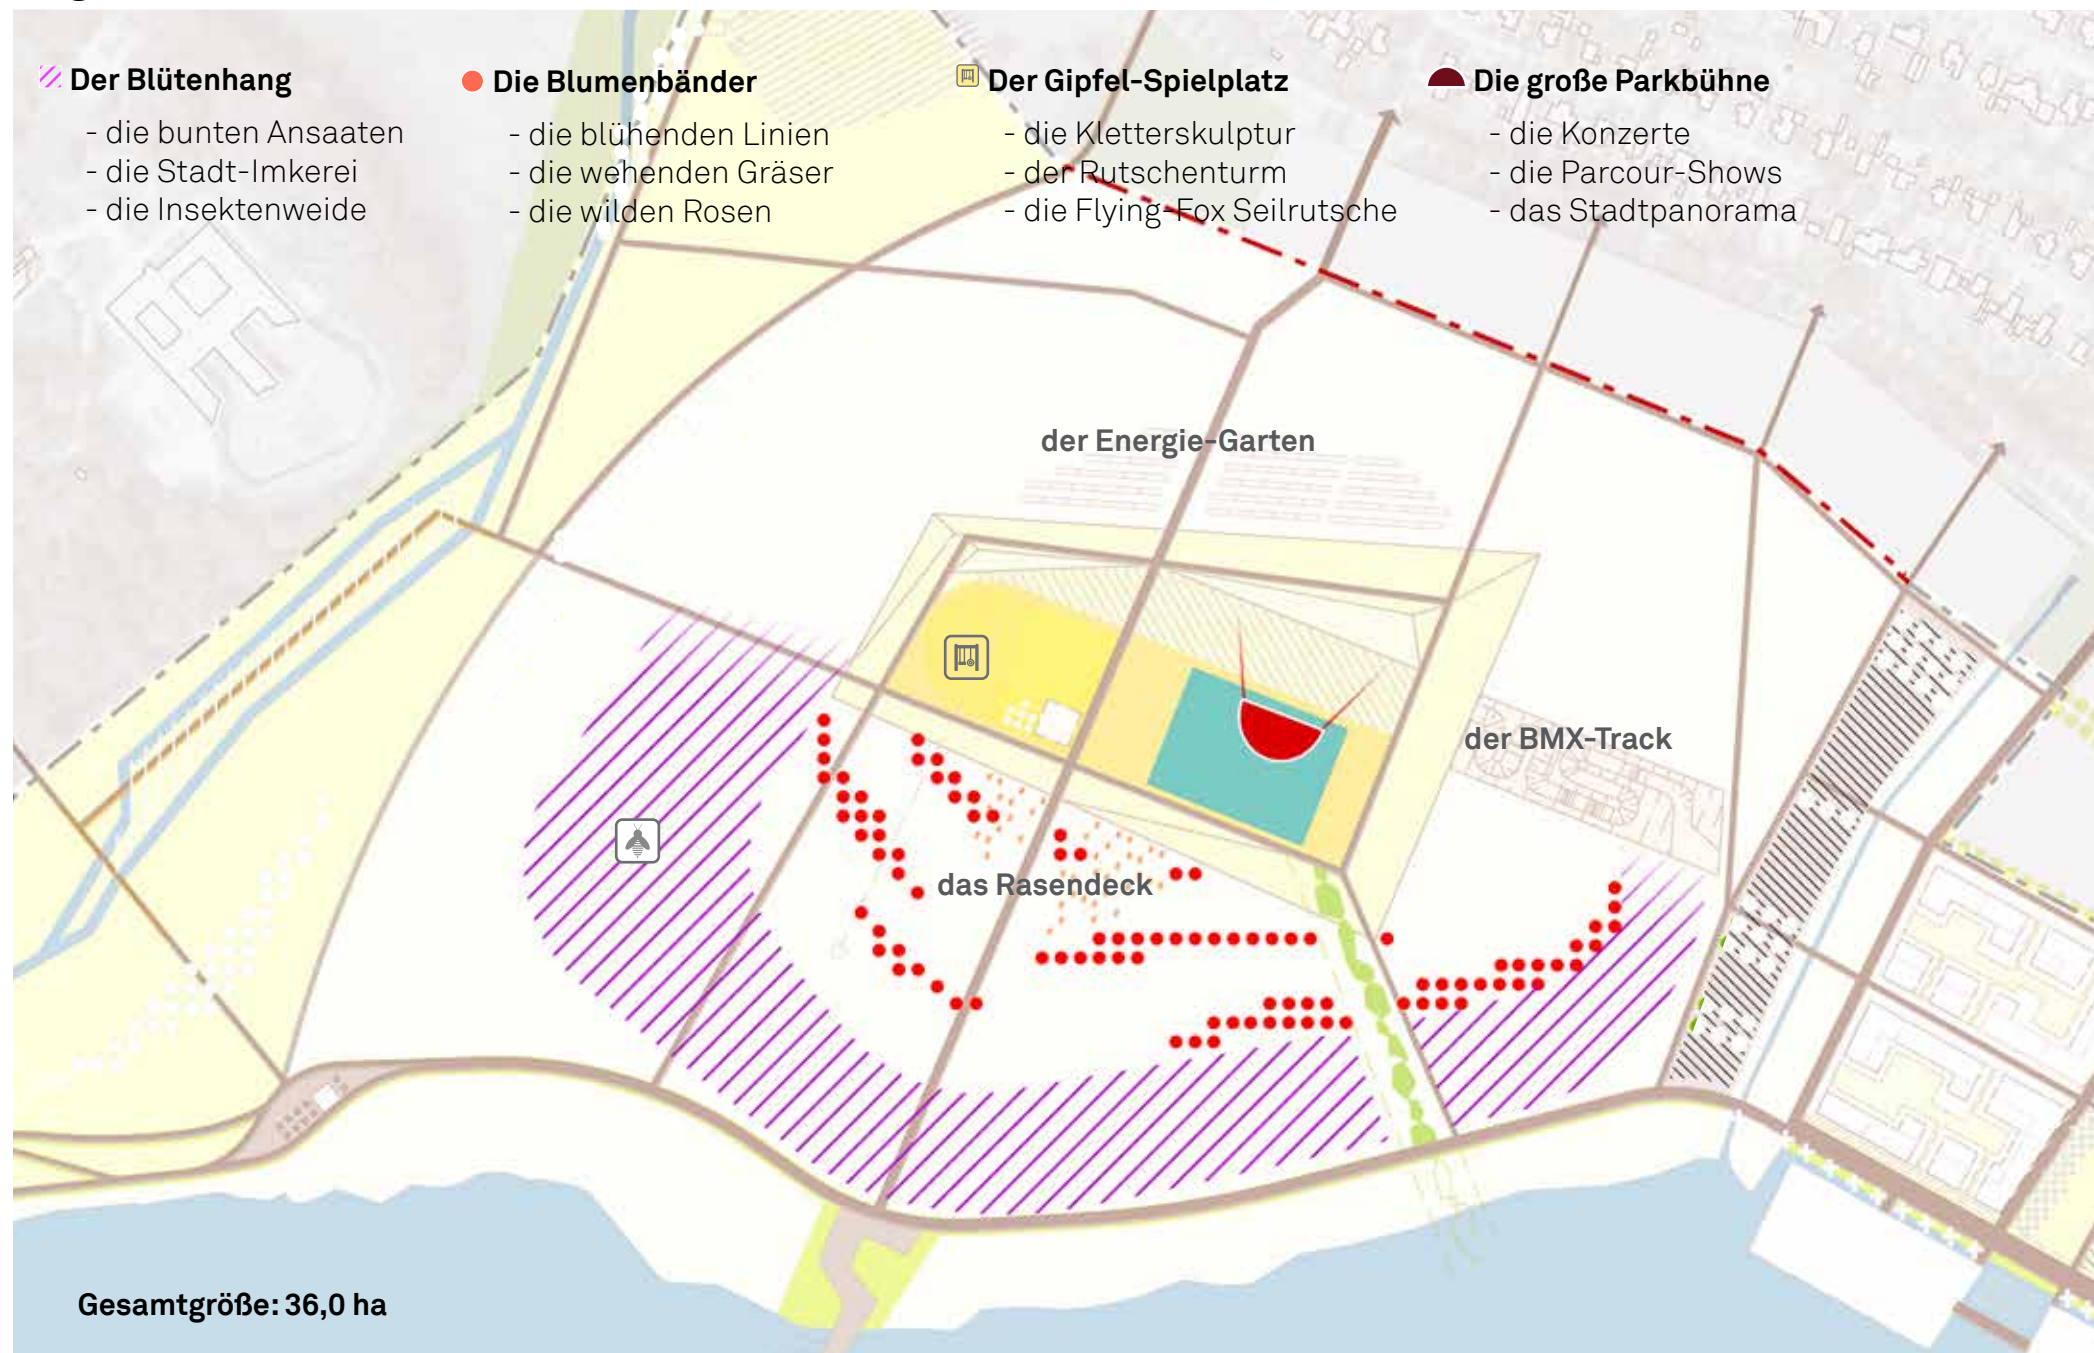 Der Blütenhang
- die bunten Ansaaten
- die Stadt-Imkerei
- die Insektenweide
Die Blumenbänder
- die blühenden Linien
- die wehenden Gräser
- die wilden Rosen
Der Gipfel-Spielplatz
- die Kletterskulptur
- der Rutschenturm
- die Flying-Fox Seilrutsche
Die große Parkbühne
- die Konzerte
- die Parcour-Shows
- das Stadtpanorama
der Energie-Garten
der BMX-Track
das Rasendeck
Gesamtgröße: 36,0 ha